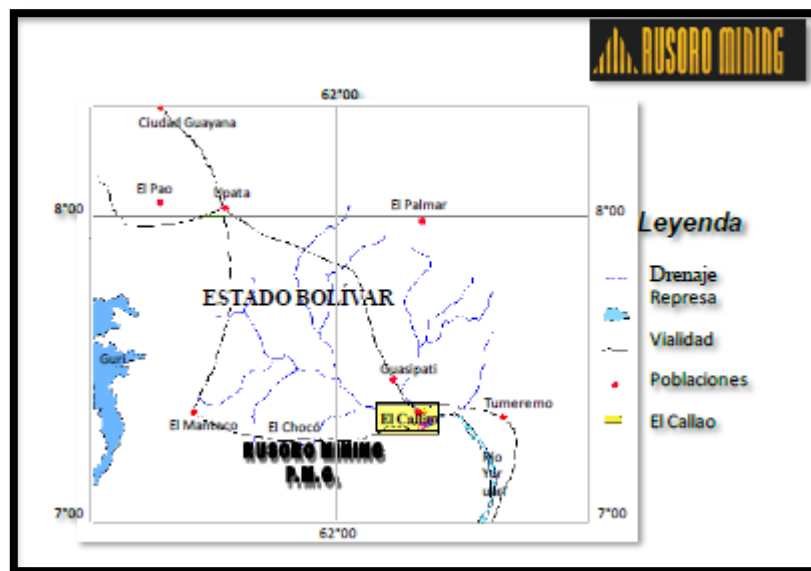 RUSORO MINING
62°00
Ciudad Guayana
El Pao
Upata
El Palmar
8°00
8°00
Leyenda
Drenaje
Represa
Vialidad
Poblaciones
El Callao
ESTADO BOLÍVAR
Guri
Guasipati
El Callao
Tumeremo
El Manteco
El Chocó
RUSORO MINING
P.M.G.
Río
Yur
uari
7°00
7°00
62°00